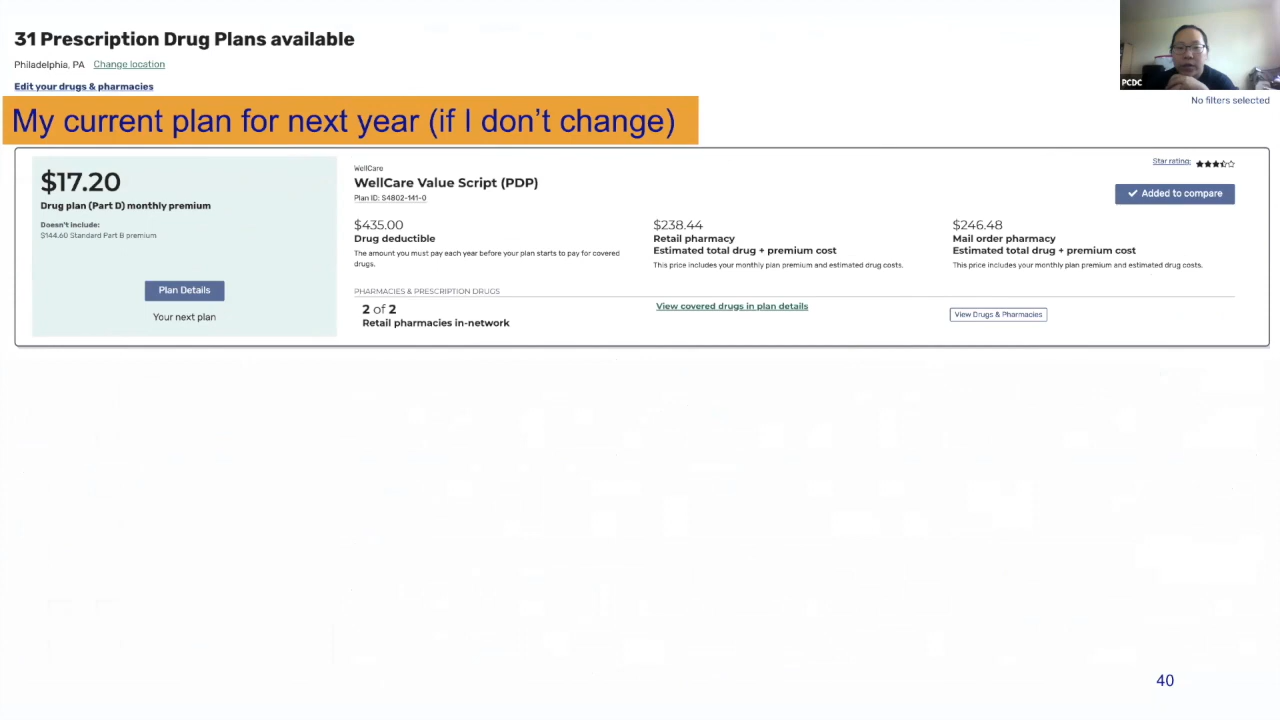 31 Prescription Drug Plans available
Philadelphia, PA Change location
Edit your drugs & pharmacies
PCDC
No filters selected
My current plan for next year (if I don't change)
$17.20
Drug plan (Part D) monthly premium
Doesn't include:
$144.60 Standard Part B premium
Plan Details
Your next plan
WellCare
WellCare Value Script (PDP)
Plan ID: S4802-141-0
Star rating:
Added to compare
$435.00
Drug deductible
The amount you must pay each year before your plan starts to pay for covered
drugs.
$238.44
Retail pharmacy
Estimated total drug + premium cost
This price includes your monthly plan premium and estimated drug costs.
$246.48
Mail order pharmacy
Estimated total drug + premium cost
This price includes your monthly plan premium and estimated drug costs.
PHARMACIES & PRESCRIPTION DRUGS
2 of 2
Retail pharmacies in-network
View covered drugs in plan details
View Drugs & Pharmacies
40